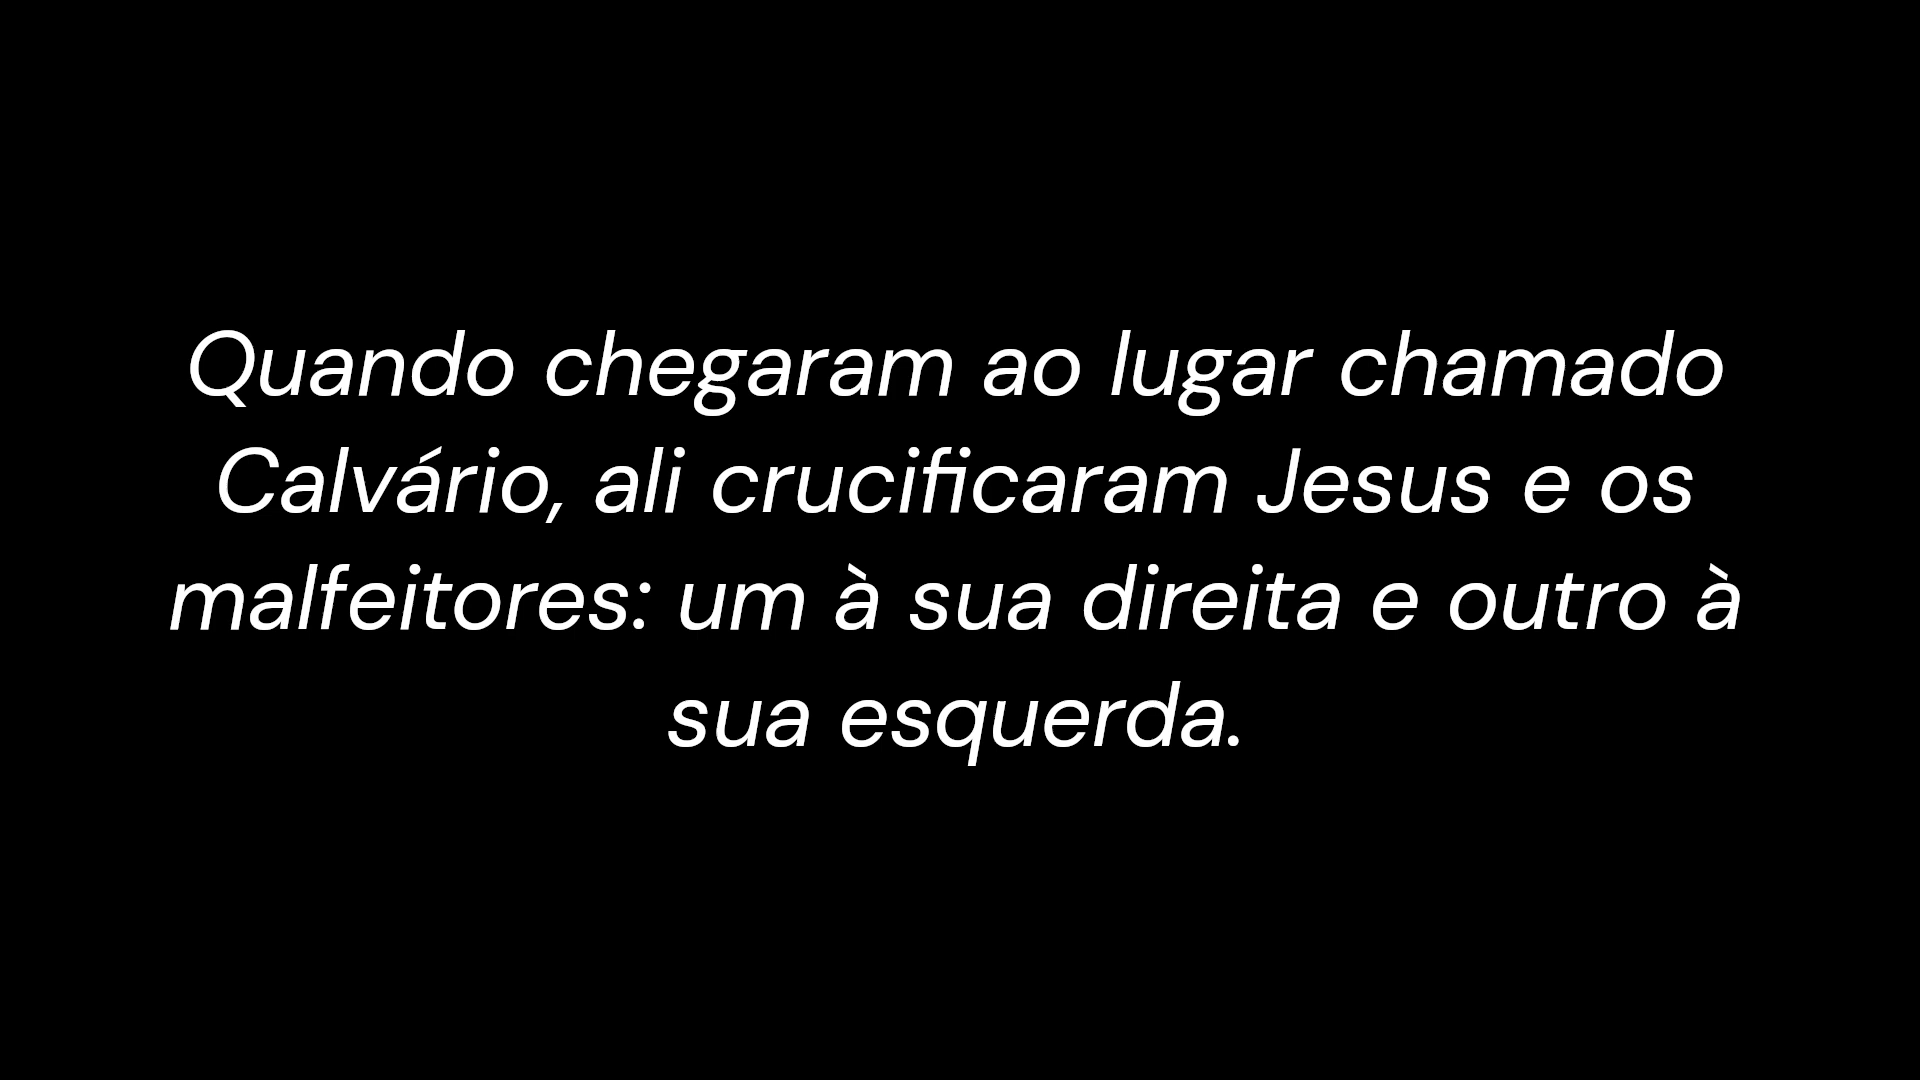 Quando chegaram ao lugar chamado
Calvário, ali crucificaram Jesus e os
malfeitores: um à sua direita e outro à
sua esquerda.